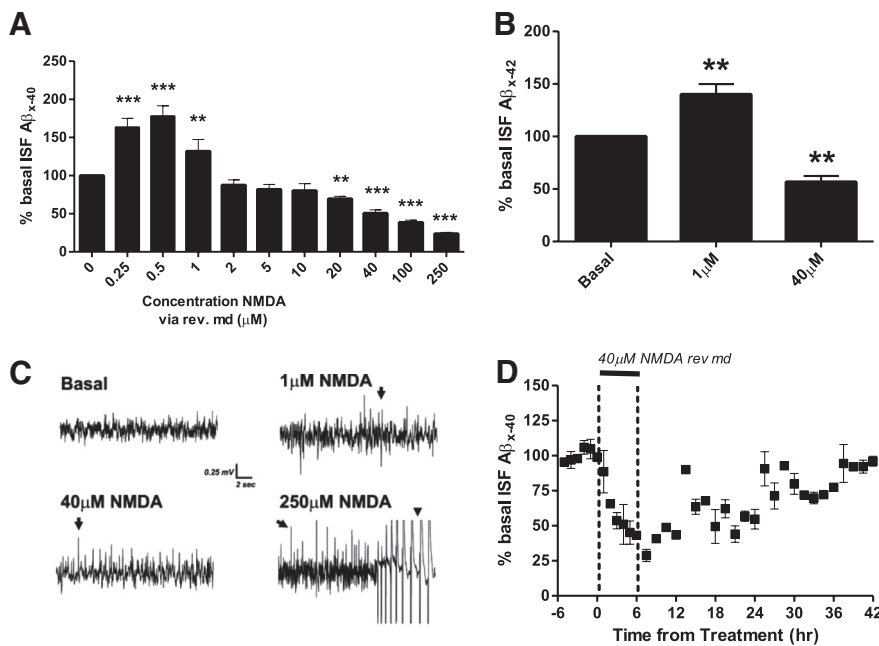 A
% basal ISF Aβx-40
250
200
150
100
50
0
***
***
**
**
***
***
***
0 0.25 0.5 1 2 5 10 20 40 100 250
Concentration NMDA
via rev. md (μM)
B
% basal ISF Aβx-42
200
150
100
50
0
**
**
Basal 1μM 40μM
C
Basal
1μM NMDA
0.25 mV
2 sec
40μM NMDA
250μM NMDA
D
40μM NMDA rev md
% basal ISF Aβx-40
150
125
100
75
50
25
0
-6 0 6 12 18 24 30 36 42
Time from Treatment (hr)